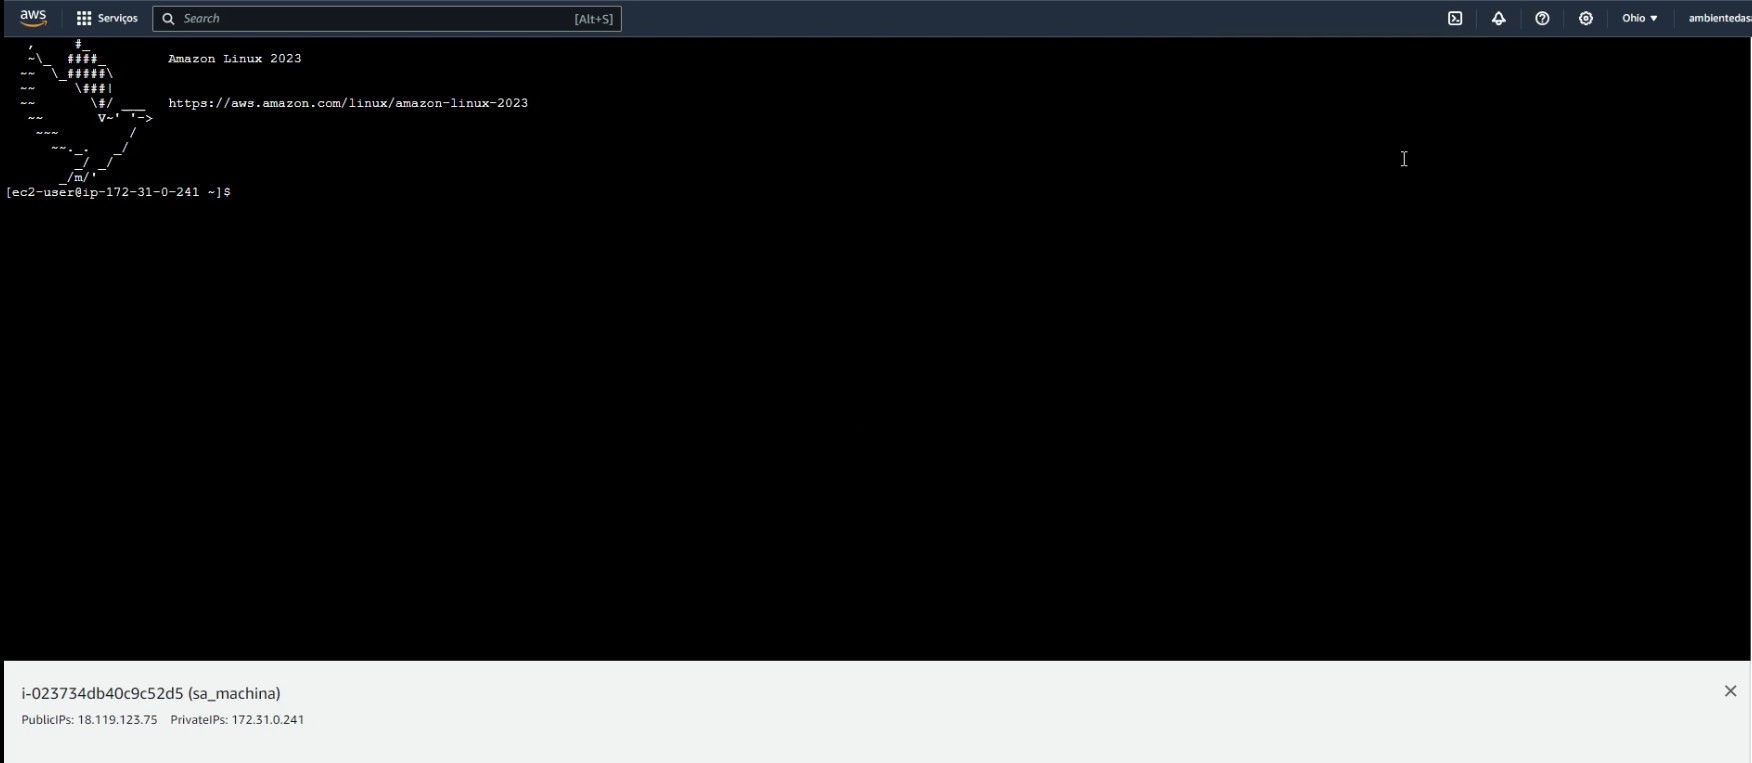 aws Serviços Search [Alt+S] Ohio ambientedas
, #_
~\_ ####_ Amazon Linux 2023
~~ \_#####\
~~ \###|
~~ \#/ ___ https://aws.amazon.com/linux/amazon-linux-2023
~~ V~' '->
~~~ /
~~._. _/
_/ _/
_/m/'
[ec2-user@ip-172-31-0-241 ~]$
i-023734db40c9c52d5 (sa_machina)
PublicIPs: 18.119.123.75 PrivateIPs: 172.31.0.241